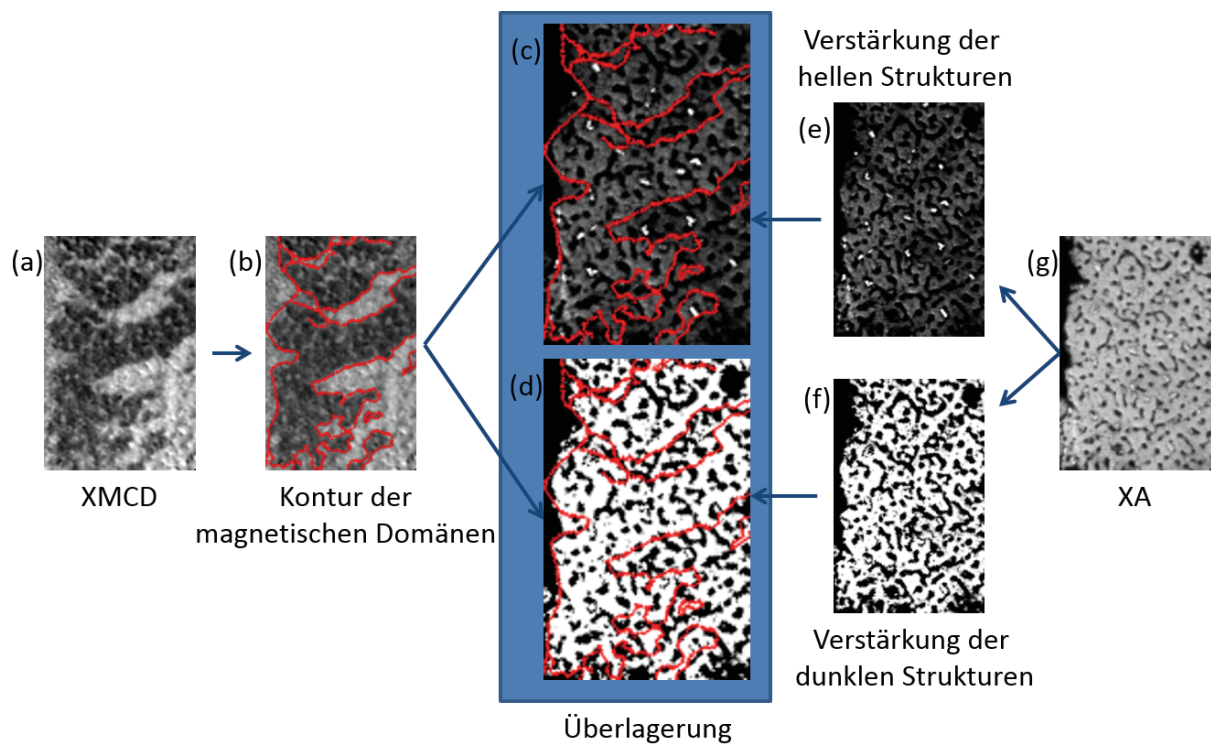 (a)
XMCD
(b)
Kontur der
magnetischen Domänen
(c)
(d)
Überlagerung
Verstärkung der
hellen Strukturen
(e)
(f)
Verstärkung der
dunklen Strukturen
(g)
XA